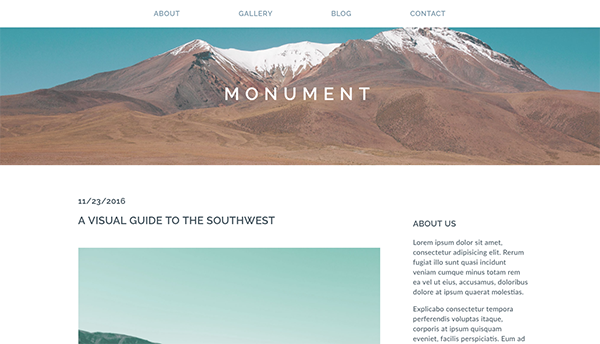 ABOUT GALLERY BLOG CONTACT
MONUMENT
11/23/2016
A VISUAL GUIDE TO THE SOUTHWEST
ABOUT US
Lorem ipsum dolor sit amet,
consectetur adipisicing elit. Rerum
fugiat illo sunt quasi incidunt
veniam cumque minus totam rem
ea vel ut eius, accusamus, doloribus
dolore at ipsum quaerat molestias.
Explicabo consectetur tempora
perferendis voluptas itaque,
corporis at ipsum quisquam
eveniet, facilis perspiciatis. Eum ad